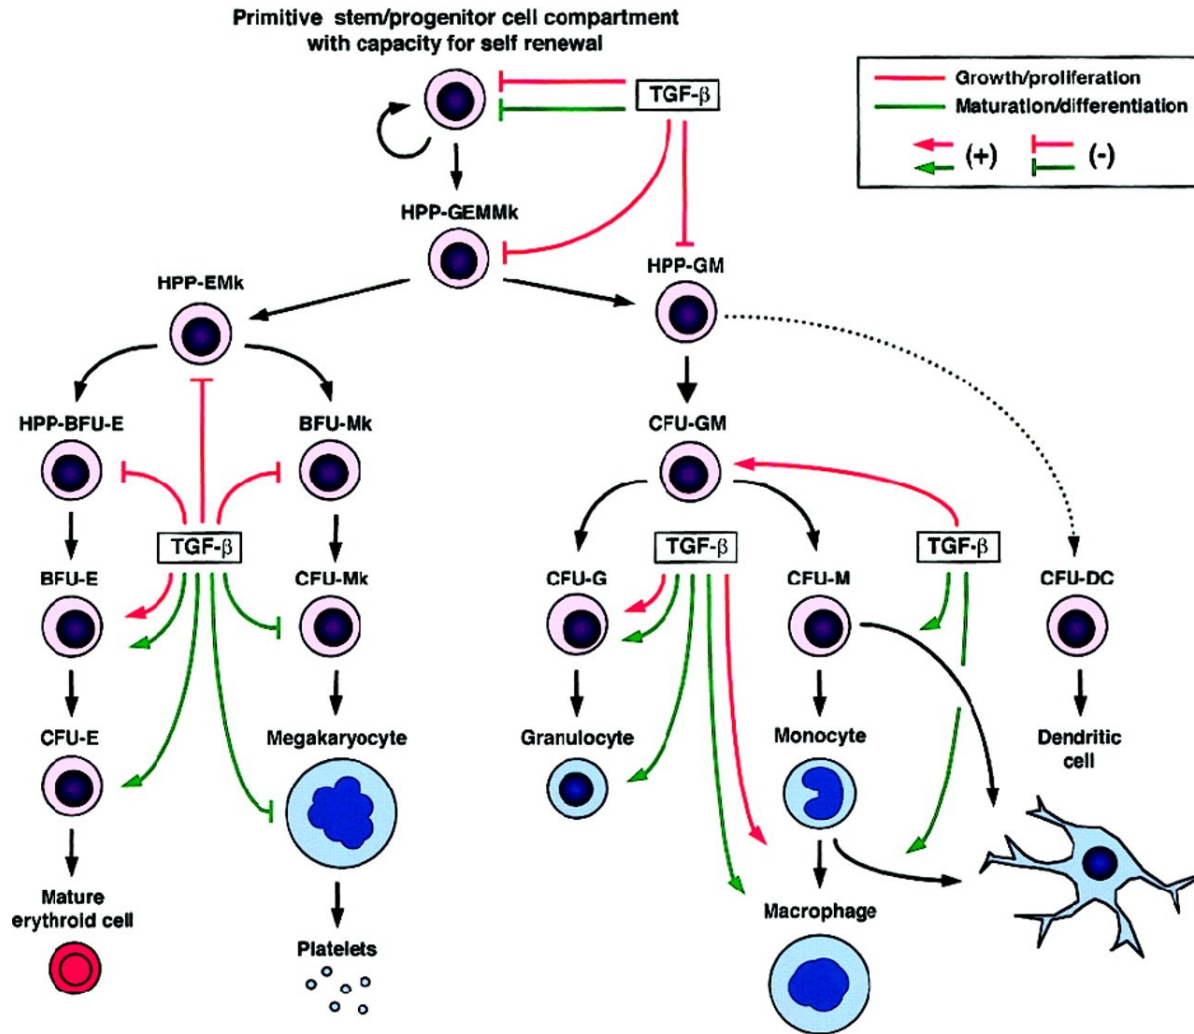 Primitive stem/progenitor cell compartment
with capacity for self renewal
TGF-β
Growth/proliferation
Maturation/differentiation
(+)
(-)
HPP-GEMMk
HPP-GM
HPP-EMk
HPP-BFU-E
BFU-Mk
CFU-GM
TGF-β
TGF-β
TGF-β
BFU-E
CFU-Mk
CFU-G
CFU-M
CFU-DC
CFU-E
Megakaryocyte
Granulocyte
Monocyte
Dendritic
cell
Mature
erythroid cell
Platelets
Macrophage